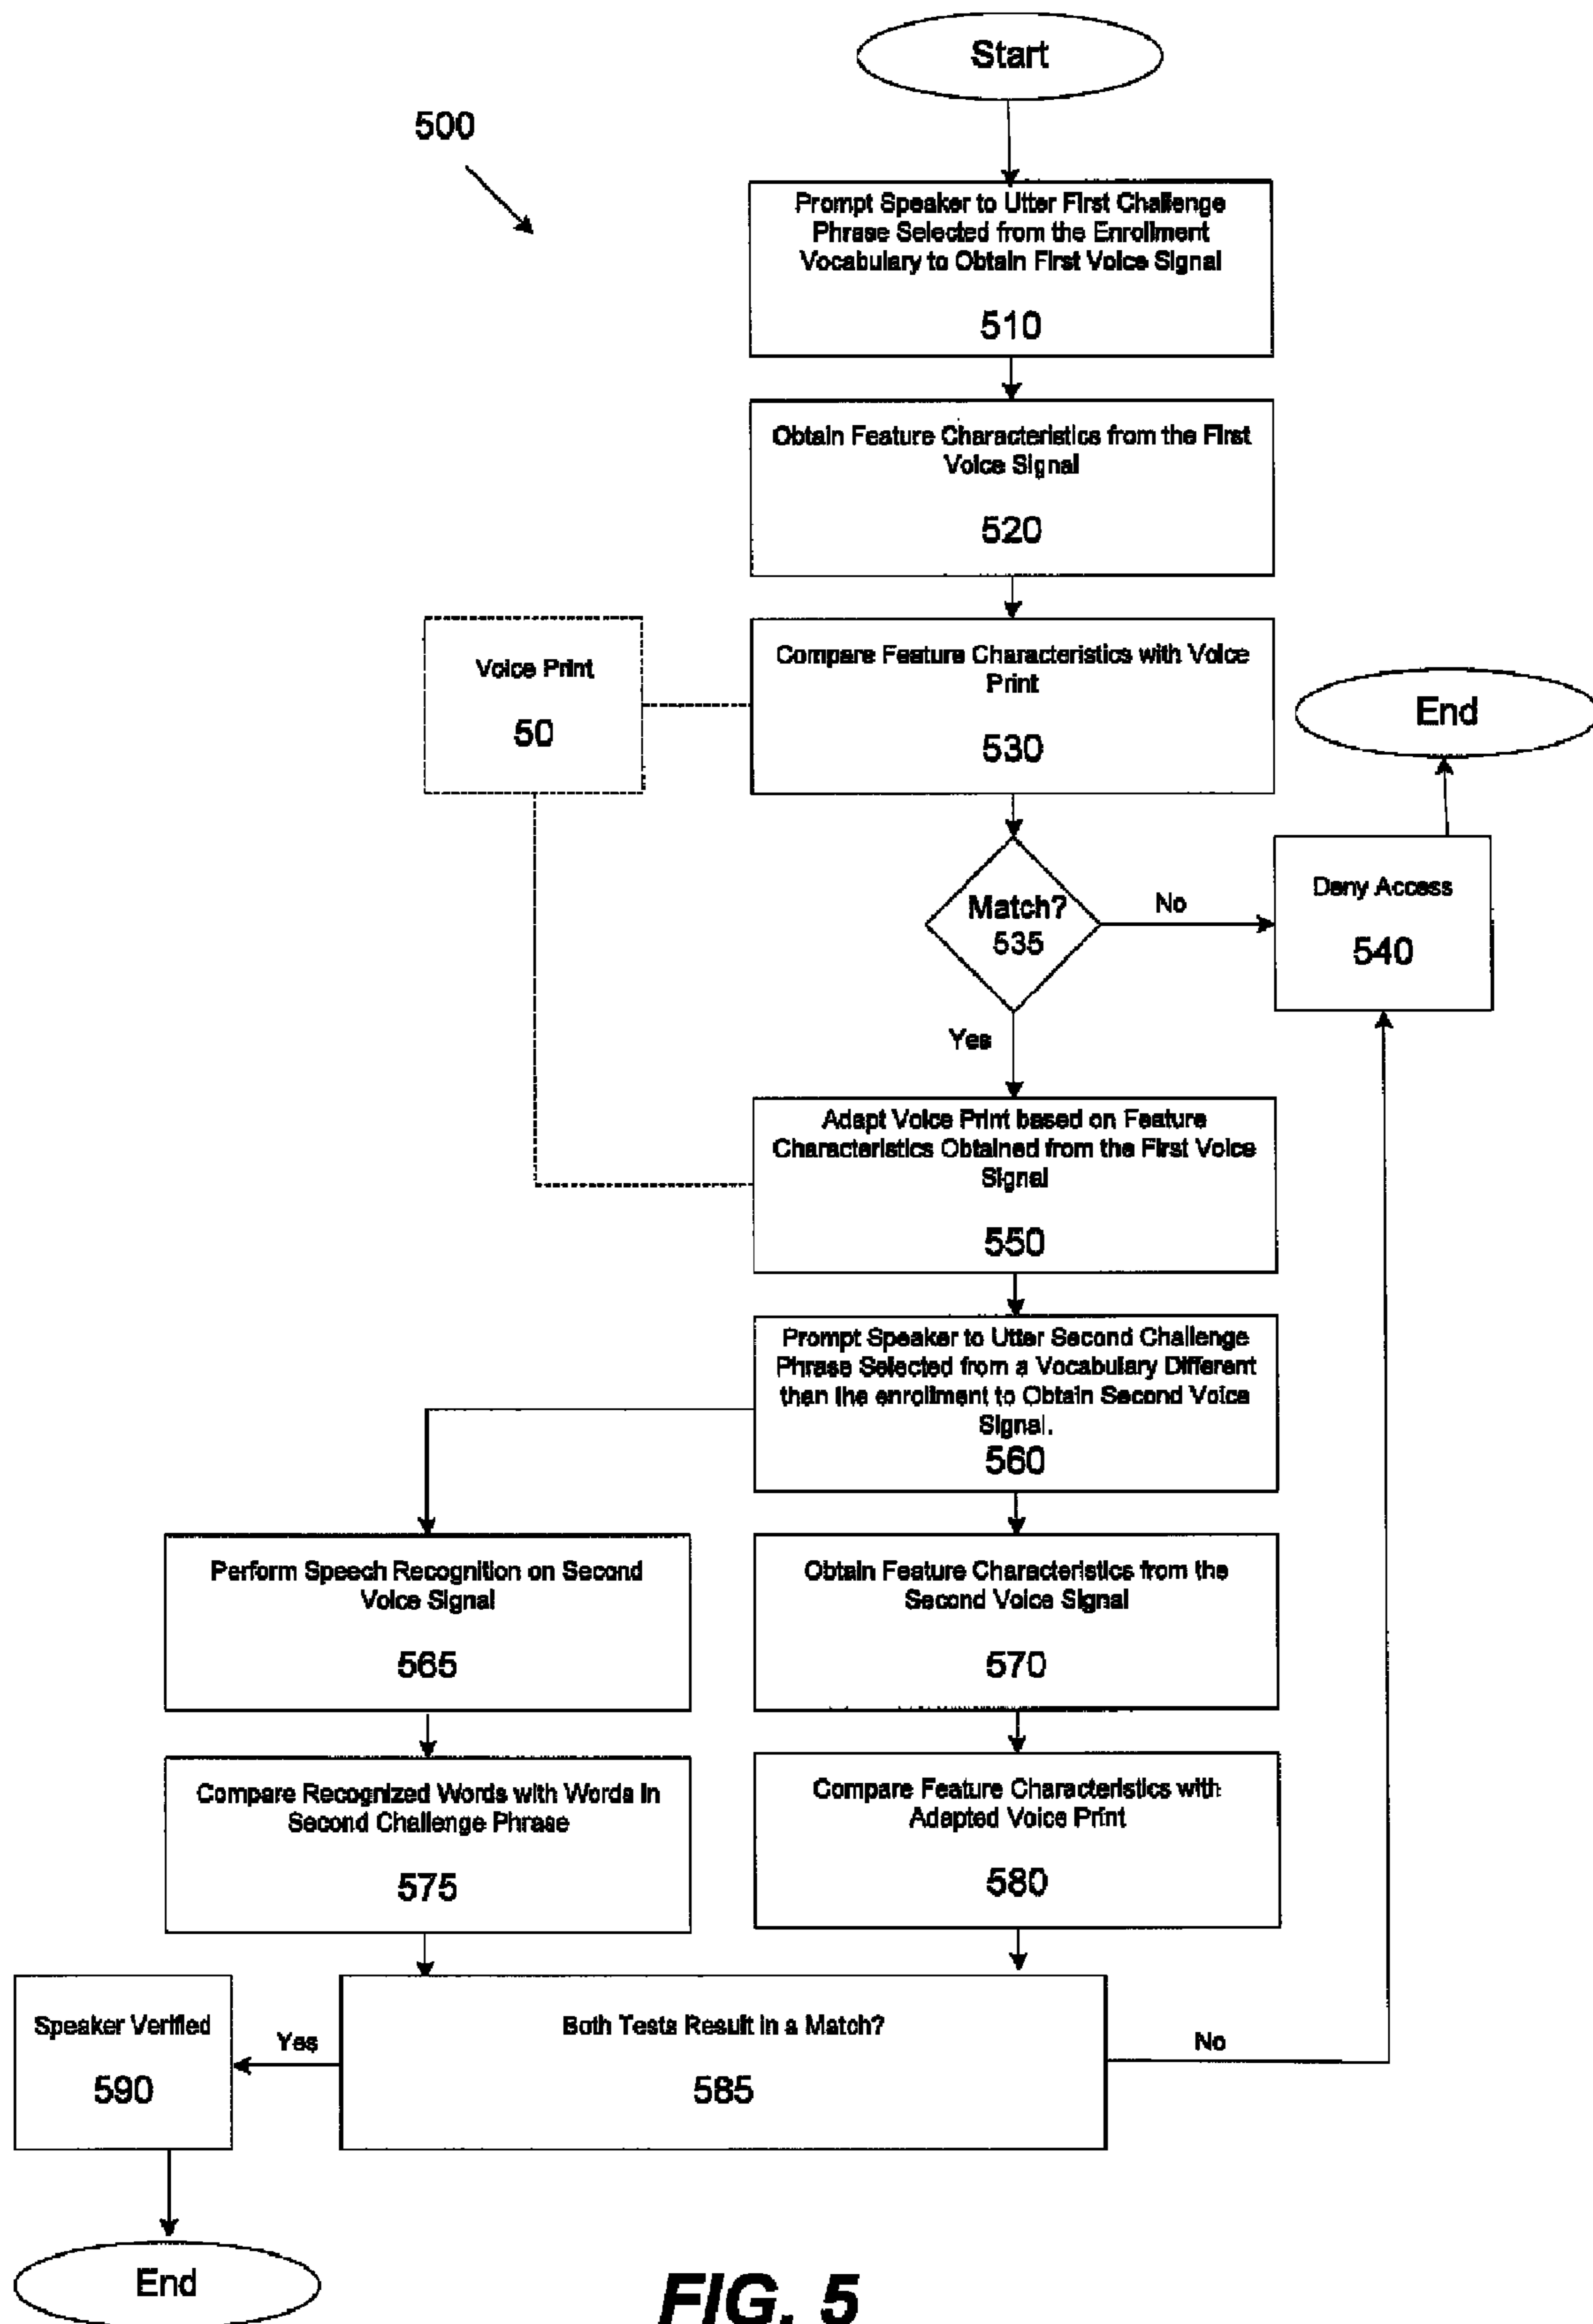 Start
500
Prompt Speaker to Utter First Challenge
Phrase Selected from the Enrollment
Vocabulary to Obtain First Voice Signal
510
Obtain Feature Characteristics from the First
Voice Signal
520
Voice Print
50
Compare Feature Characteristics with Voice
Print
530
End
Match?
535
No
Deny Access
540
Yes
Adapt Voice Print based on Feature
Characteristics Obtained from the First Voice
Signal
550
Prompt Speaker to Utter Second Challenge
Phrase Selected from a Vocabulary Different
than the enrollment to Obtain Second Voice
Signal.
560
Perform Speech Recognition on Second
Voice Signal
565
Obtain Feature Characteristics from the
Second Voice Signal
570
Compare Recognized Words with Words in
Second Challenge Phrase
575
Compare Feature Characteristics with
Adapted Voice Print
580
Speaker Verified
590
Yes
Both Tests Result in a Match?
585
No
End
FIG. 5